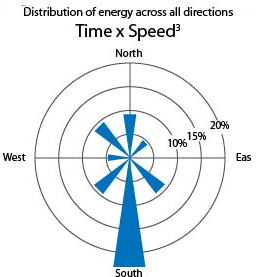 Distribution of energy across all directions
Time x Speed³
North
20%
15%
10%
West
Eas
South